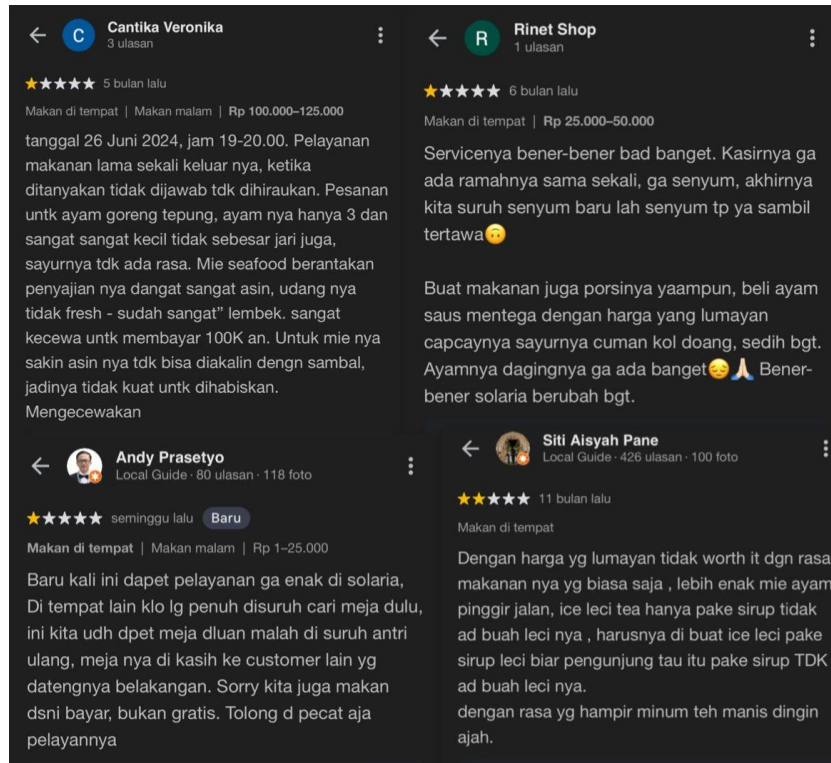 Cantika Veronika
3 ulasan
5 bulan lalu
Makan di tempat | Makan malam | Rp 100.000–125.000
tanggal 26 Juni 2024, jam 19-20.00. Pelayanan
makanan lama sekali keluar nya, ketika
ditanyakan tidak dijawab tdk dihiraukan. Pesanan
untk ayam goreng tepung, ayam nya hanya 3 dan
sangat sangat kecil tidak sebesar jari juga,
sayurnya tdk ada rasa. Mie seafood berantakan
penyajian nya dangat sangat asin, udang nya
tidak fresh - sudah sangat” lembek. sangat
kecewa untk membayar 100K an. Untuk mie nya
sakin asin nya tdk bisa diakalin dengn sambal,
jadinya tidak kuat untk dihabiskan.
Mengecewakan
R
Rinet Shop
1 ulasan
6 bulan lalu
Makan di tempat | Rp 25.000–50.000
Servicenya bener-bener bad banget. Kasirnya ga
ada ramahnya sama sekali, ga senyum, akhirnya
kita suruh senyum baru lah senyum tp ya sambil
tertawa🙃
Buat makanan juga porsinya yaampun, beli ayam
saus mentega dengan harga yang lumayan
capcaynya sayurnya cuman kol doang, sedih bgt.
Ayamnya dagingnya ga ada banget😔🙏🏻 Bener-
bener solaria berubah bgt.
Andy Prasetyo
Local Guide · 80 ulasan · 118 foto
seminggu lalu Baru
Makan di tempat | Makan malam | Rp 1–25.000
Baru kali ini dapet pelayanan ga enak di solaria,
Di tempat lain klo lg penuh disuruh cari meja dulu,
ini kita udh dpet meja dluan malah di suruh antri
ulang, meja nya di kasih ke customer lain yg
datengnya belakangan. Sorry kita juga makan
dsni bayar, bukan gratis. Tolong d pecat aja
pelayannya
Siti Aisyah Pane
Local Guide · 426 ulasan · 100 foto
11 bulan lalu
Makan di tempat
Dengan harga yg lumayan tidak worth it dgn rasa
makanan nya yg biasa saja , lebih enak mie ayam
pinggir jalan, ice leci tea hanya pake sirup tidak
ad buah leci nya , harusnya di buat ice leci pake
sirup leci biar pengunjung tau itu pake sirup TDK
ad buah leci nya.
dengan rasa yg hampir minum teh manis dingin
ajah.